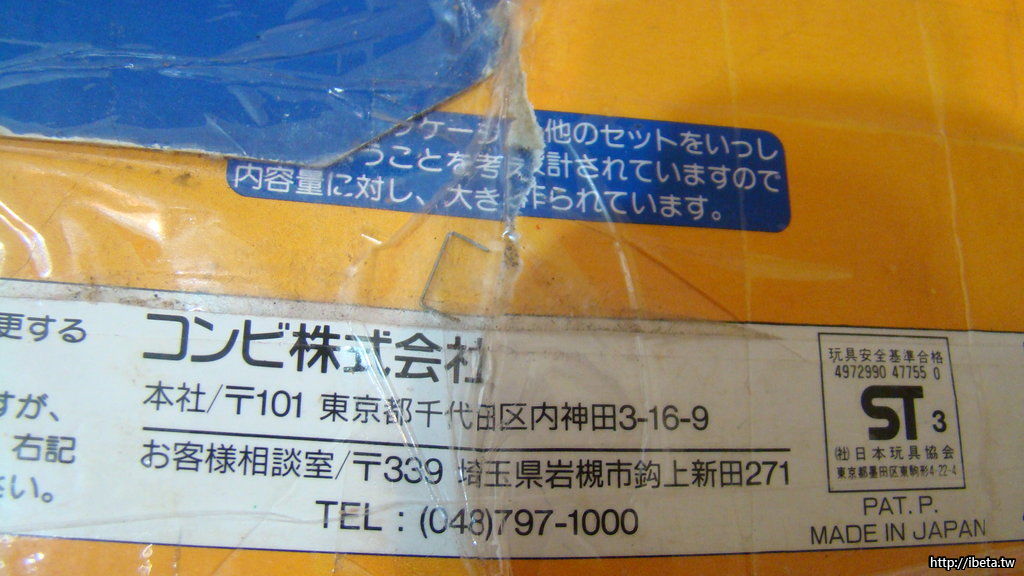 ッケージ 他のセットをいっし
うことを考え設計されていますので
内容量に対し、大き 作られています。
更する
すが、
右記
さい。
コンビ株式会社
本社/〒101 東京都千代田区内神田3-16-9
お客様相談室/〒339 埼玉県岩槻市鈎上新田271
TEL : (048)797-1000
玩具安全基準合格
4972990 47755 0
ST 3
(社)日本玩具協会
東京都墨田区東駒形4-22-4
PAT. P.
MADE IN JAPAN
http://ibeta.tw